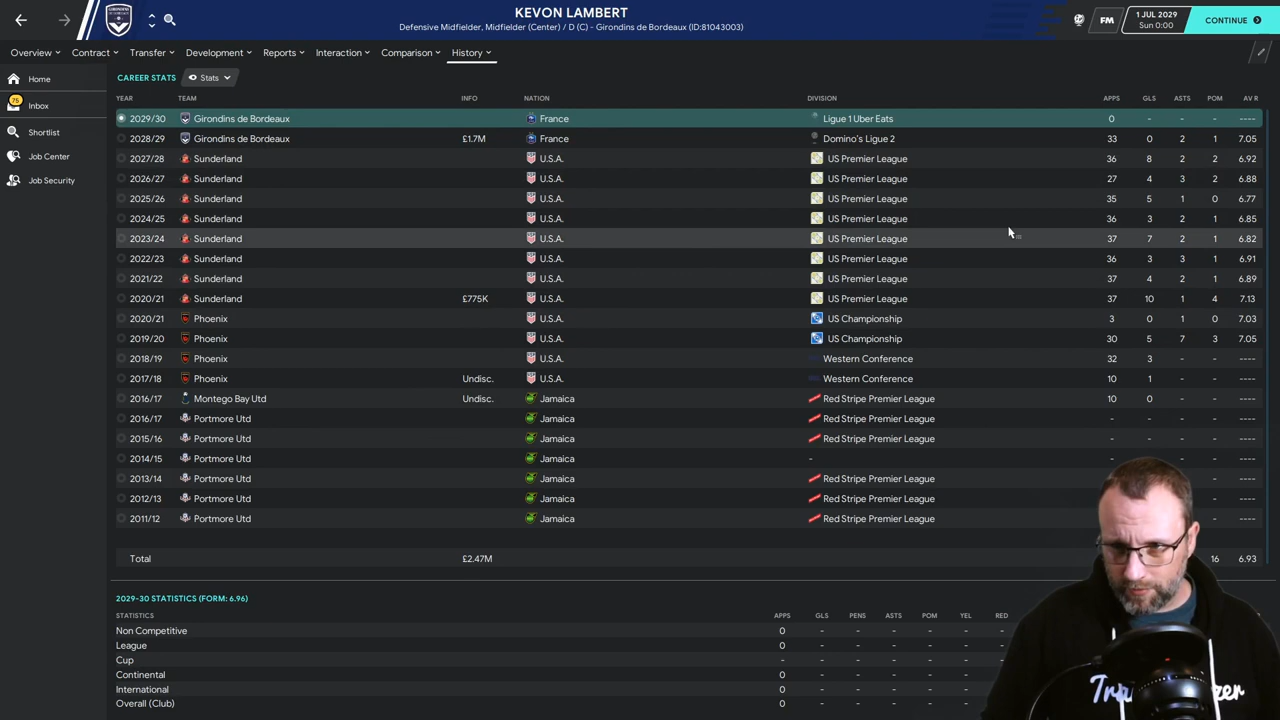 KEVON LAMBERT
Defensive Midfielder, Midfielder (Center) / D (C) - Girondins de Bordeaux (ID:81043003)
FM
1 JUL 2029
Sun 0:00
CONTINUE
Overview Contract Transfer Development Reports Interaction Comparison History
Home
75
Inbox
Shortlist
Job Center
Job Security
CAREER STATS Stats
YEAR TEAM INFO NATION DIVISION APPS GLS ASTS POM AV R
2029/30 Girondins de Bordeaux France Ligue 1 Uber Eats 0 - - - ----
2028/29 Girondins de Bordeaux £1.7M France Domino's Ligue 2 33 0 2 1 7.05
2027/28 Sunderland U.S.A. US Premier League 36 8 2 2 6.92
2026/27 Sunderland U.S.A. US Premier League 27 4 3 2 6.88
2025/26 Sunderland U.S.A. US Premier League 35 5 1 0 6.77
2024/25 Sunderland U.S.A. US Premier League 36 3 2 1 6.85
2023/24 Sunderland U.S.A. US Premier League 37 7 2 1 6.82
2022/23 Sunderland U.S.A. US Premier League 36 3 3 1 6.91
2021/22 Sunderland U.S.A. US Premier League 37 4 2 1 6.89
2020/21 Sunderland £775K U.S.A. US Premier League 37 10 1 4 7.13
2020/21 Phoenix U.S.A. US Championship 3 0 1 0 7.03
2019/20 Phoenix U.S.A. US Championship 30 5 7 3 7.05
2018/19 Phoenix U.S.A. Western Conference 32 3 - - ----
2017/18 Phoenix Undisc. U.S.A. Western Conference 10 1 - - ----
2016/17 Montego Bay Utd Undisc. Jamaica Red Stripe Premier League 10 0 - - ----
2016/17 Portmore Utd Jamaica Red Stripe Premier League - - - - ----
2015/16 Portmore Utd Jamaica Red Stripe Premier League - - - - ----
2014/15 Portmore Utd Jamaica - - - - - ----
2013/14 Portmore Utd Jamaica Red Stripe Premier League - - ----
2012/13 Portmore Utd Jamaica Red Stripe Premier League - ----
2011/12 Portmore Utd Jamaica Red Stripe Premier League - ----
Total £2.47M 16 6.93
2029-30 STATISTICS (FORM: 6.96)
STATISTICS APPS GLS PENS ASTS POM YEL RED
Non Competitive 0 - - - - - -
League 0 - - - - - -
Cup - - - - - - -
Continental 0 - - - - - -
International 0 - - - - - -
Overall (Club) 0 - - - - - -